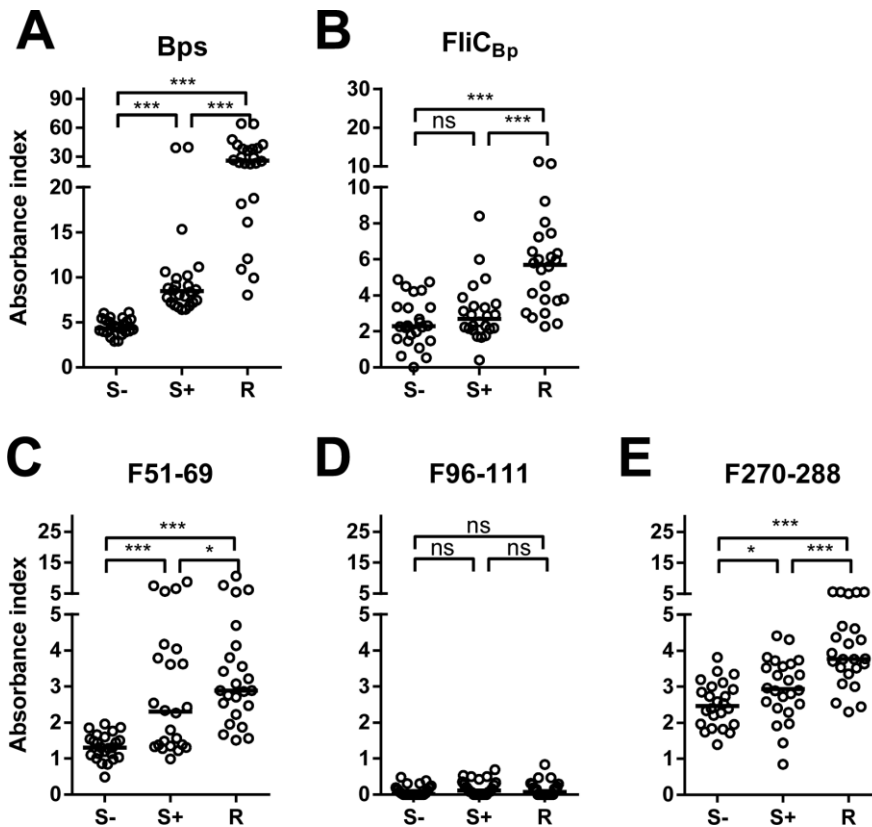 A
Bps
Absorbance index
90
60
30
20
15
10
5
0
***
***
***
S-
S+
R
B
FliCBp
30
20
10
8
6
4
2
0
***
ns
***
S-
S+
R
C
F51-69
Absorbance index
25
15
5
5
4
3
2
1
0
***
***
*
S-
S+
R
D
F96-111
25
15
5
5
4
3
2
1
0
ns
ns
ns
S-
S+
R
E
F270-288
25
15
5
5
4
3
2
1
0
***
*
***
S-
S+
R